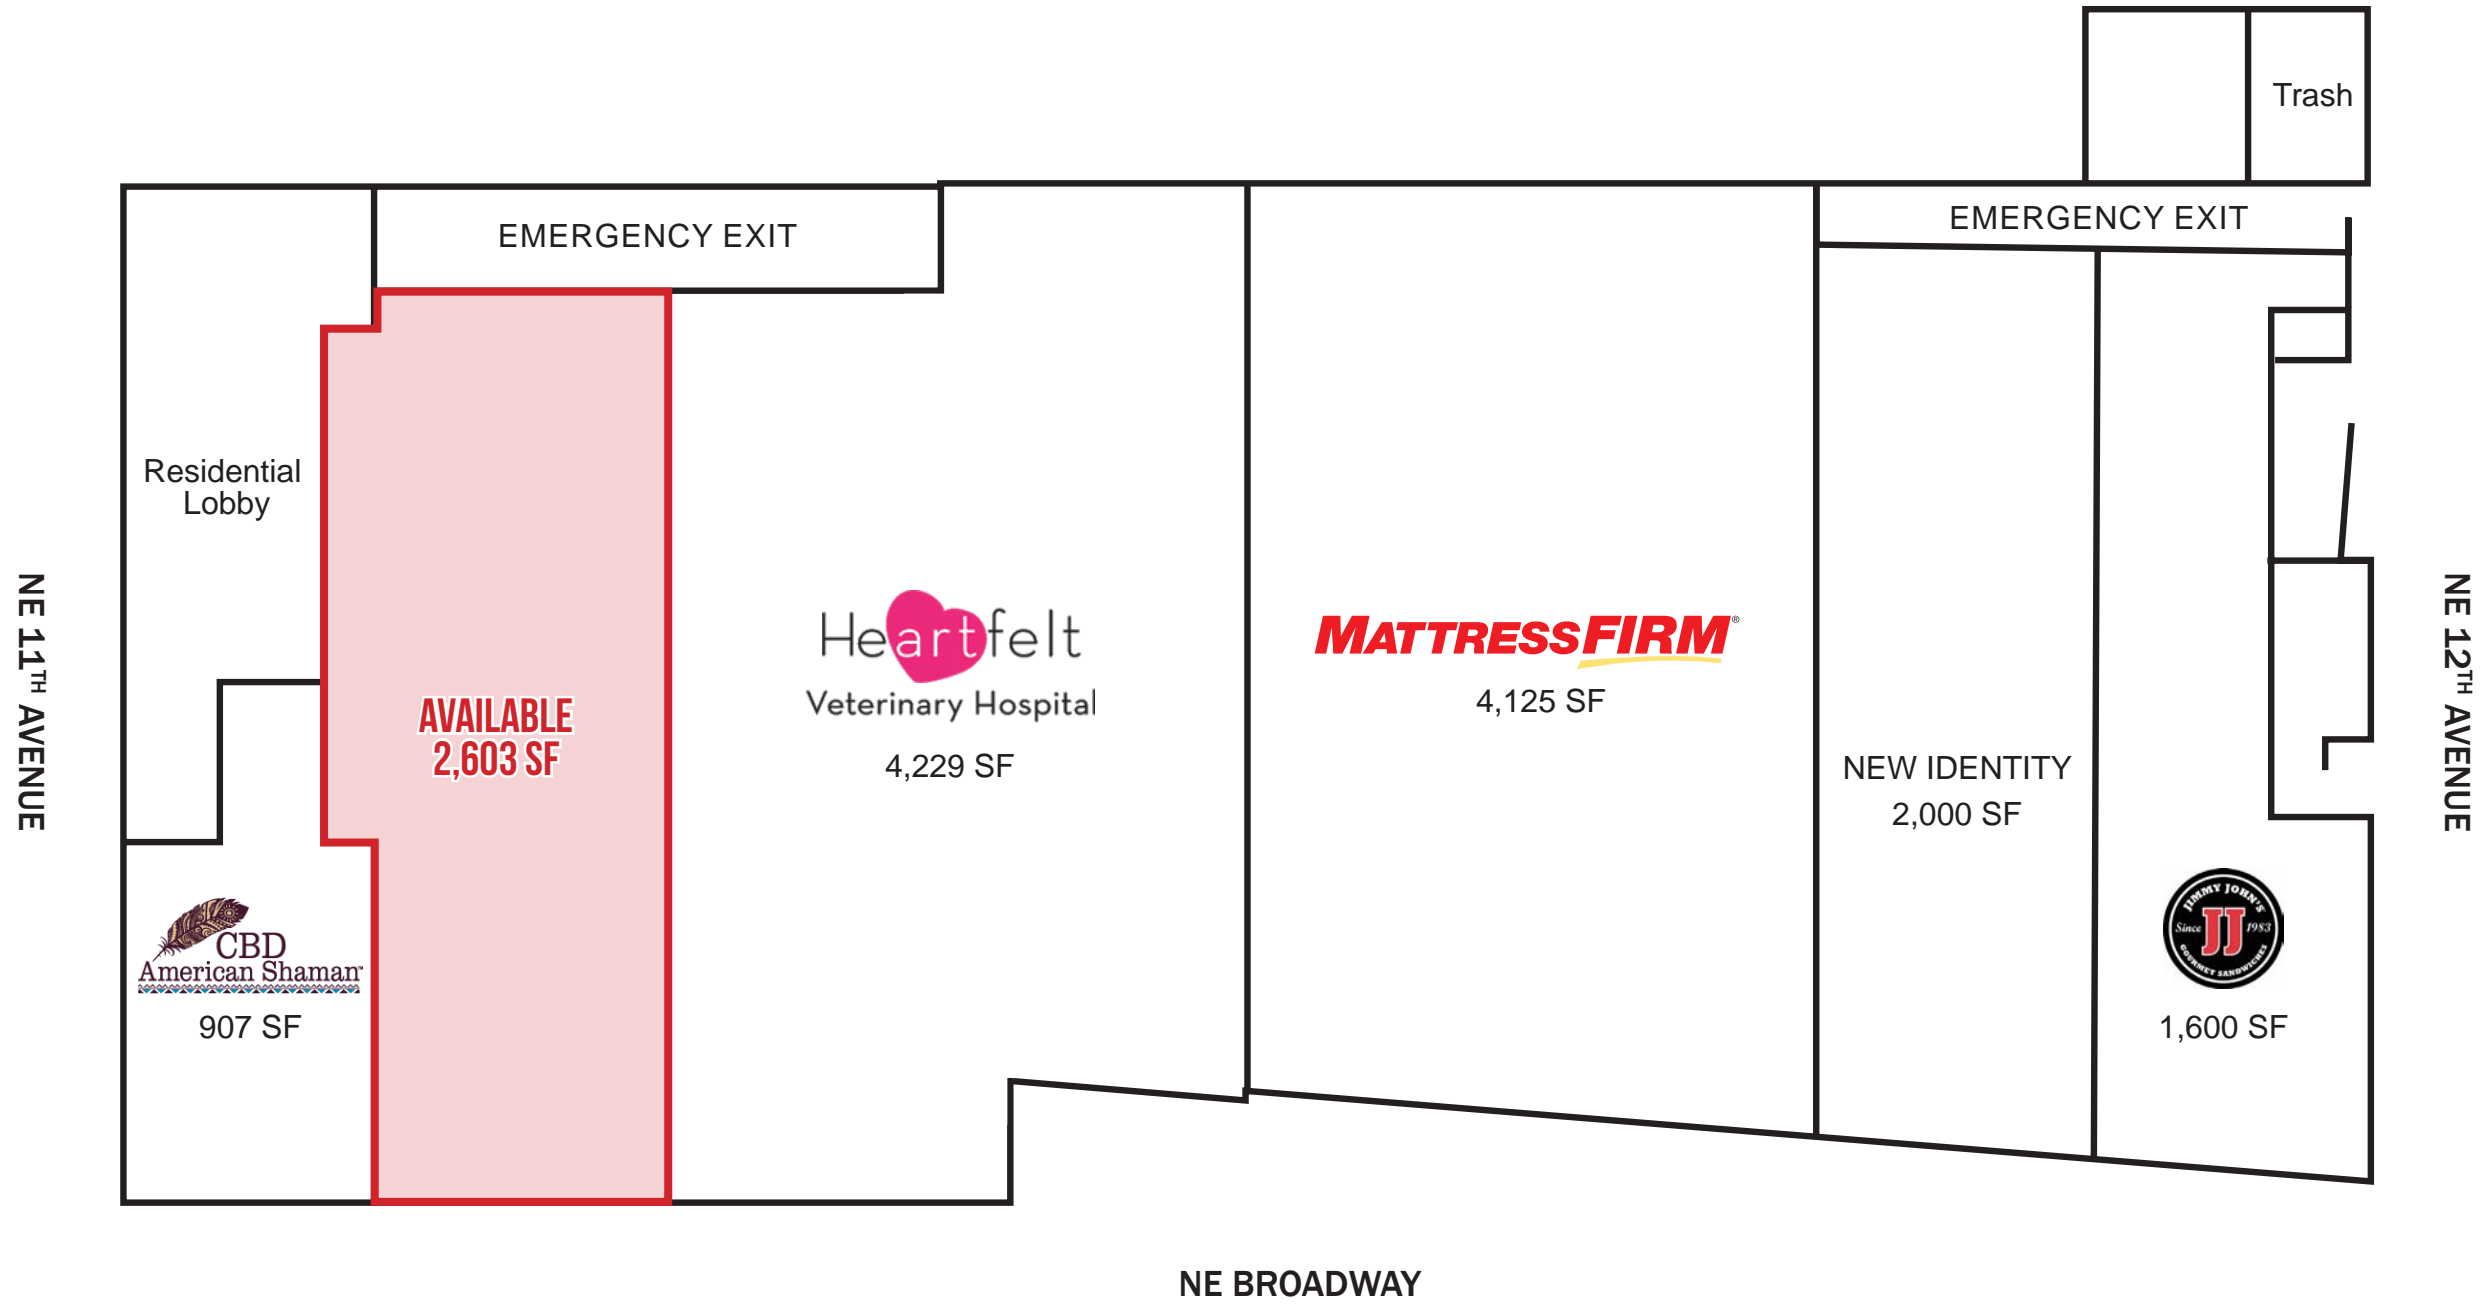 Trash
EMERGENCY EXIT
EMERGENCY EXIT
Residential
Lobby
NE 11TH AVENUE
AVAILABLE
2,603 SF
Heartfelt
Veterinary Hospital
4,229 SF
MATTRESSFIRM®
4,125 SF
NEW IDENTITY
2,000 SF
NE 12TH AVENUE
CBD
American Shaman™
907 SF
JIMMY JOHN'S
Since JJ 1983
GOURMET SANDWICHES
1,600 SF
NE BROADWAY